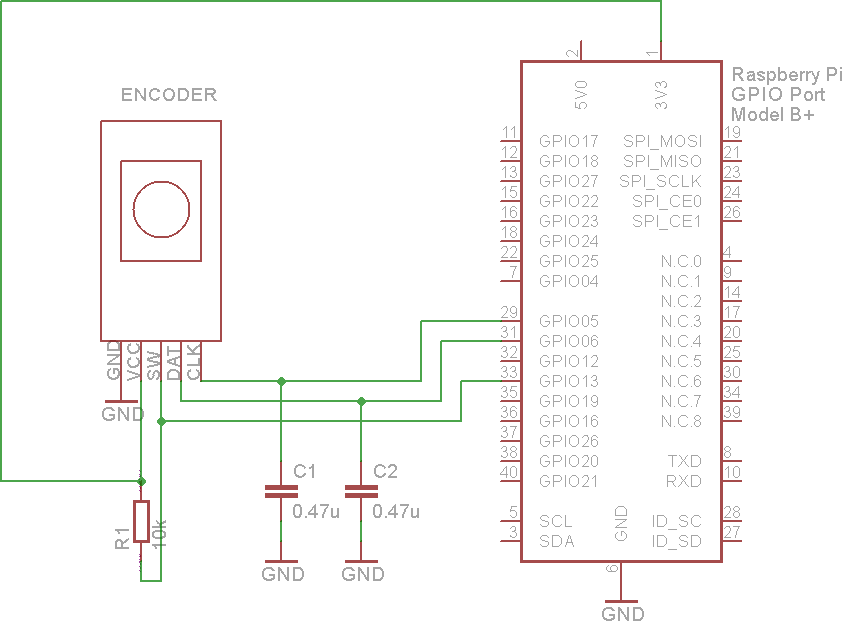 2
1
5V0
3V3
Raspberry Pi
GPIO Port
Model B+
ENCODER
11 GPIO17 SPI_MOSI 19
12 GPIO18 SPI_MISO 21
13 GPIO27 SPI_SCLK 23
15 GPIO22 SPI_CE0 24
16 GPIO23 SPI_CE1 26
18 GPIO24
22 GPIO25 N.C.0 4
7 GPIO04 N.C.1 9
N.C.2 14
29 GPIO05 N.C.3 17
31 GPIO06 N.C.4 20
32 GPIO12 N.C.5 25
33 GPIO13 N.C.6 30
35 GPIO19 N.C.7 34
36 GPIO16 N.C.8 39
37 GPIO26
38 GPIO20 TXD 8
40 GPIO21 RXD 10
5 SCL ID_SC 28
3 SDA ID_SD 27
GND
6
GND
GND
VCC
SW
DAT
CLK
GND
R1
10k
C1
0.47u
GND
C2
0.47u
GND